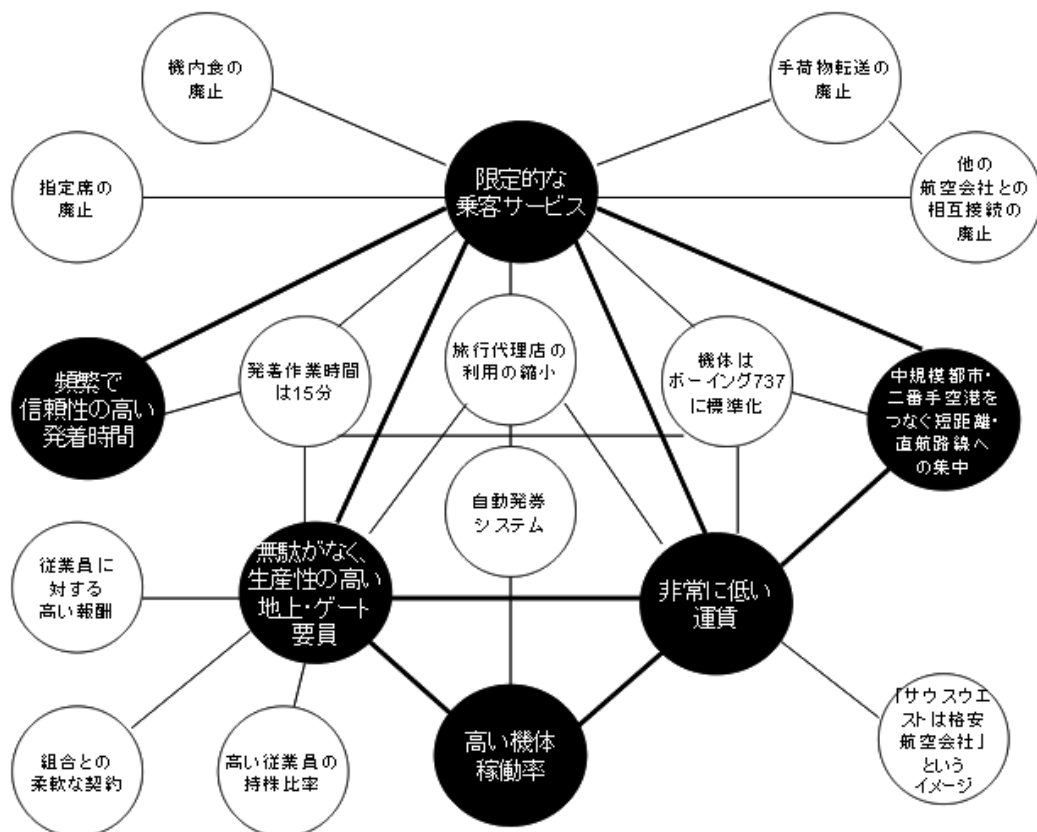 機内食の
廃止
手荷物転送の
廃止
限定的な
乗客サービス
指定席の
廃止
他の
航空会社との
相互接続の
廃止
頻繁で
信頼性の高い
発着時間
発着作業時間
は15分
旅行代理店の
利用の縮小
機体は
ボーイング737
に標準化
中規模都市・
二番手空港を
つなぐ短距離・
直航路線へ
の集中
自動発券
システム
従業員に
対する
高い報酬
無駄がなく、
生産性の高い
地上・ゲート
要員
非常に低い
運賃
組合との
柔軟な契約
高い従業員の
持株比率
高い機体
稼働率
「サウスウエ
ストは格安
航空会社」
という
イメージ